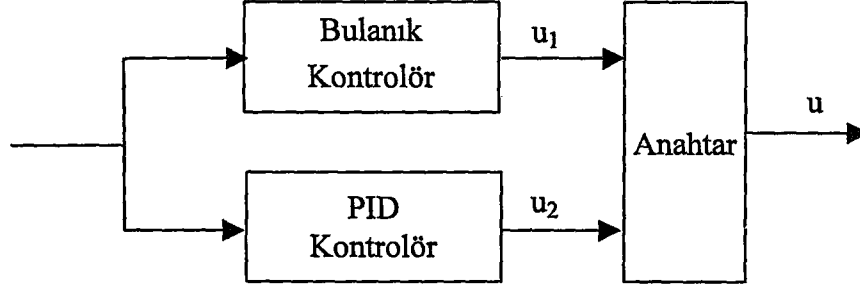 Bulanık
Kontrolör
u₁
u
Anahtar
PID
Kontrolör
u₂